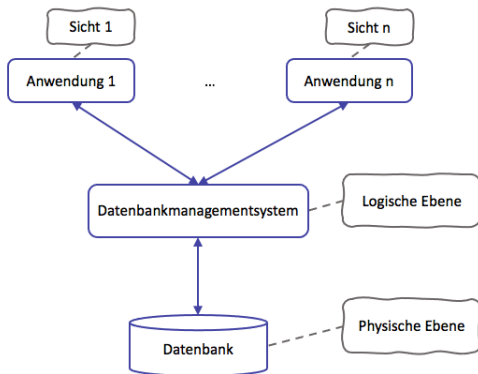 Sicht 1
Sicht n
Anwendung 1
...
Anwendung n
Datenbankmanagementsystem
Logische Ebene
Physische Ebene
Datenbank